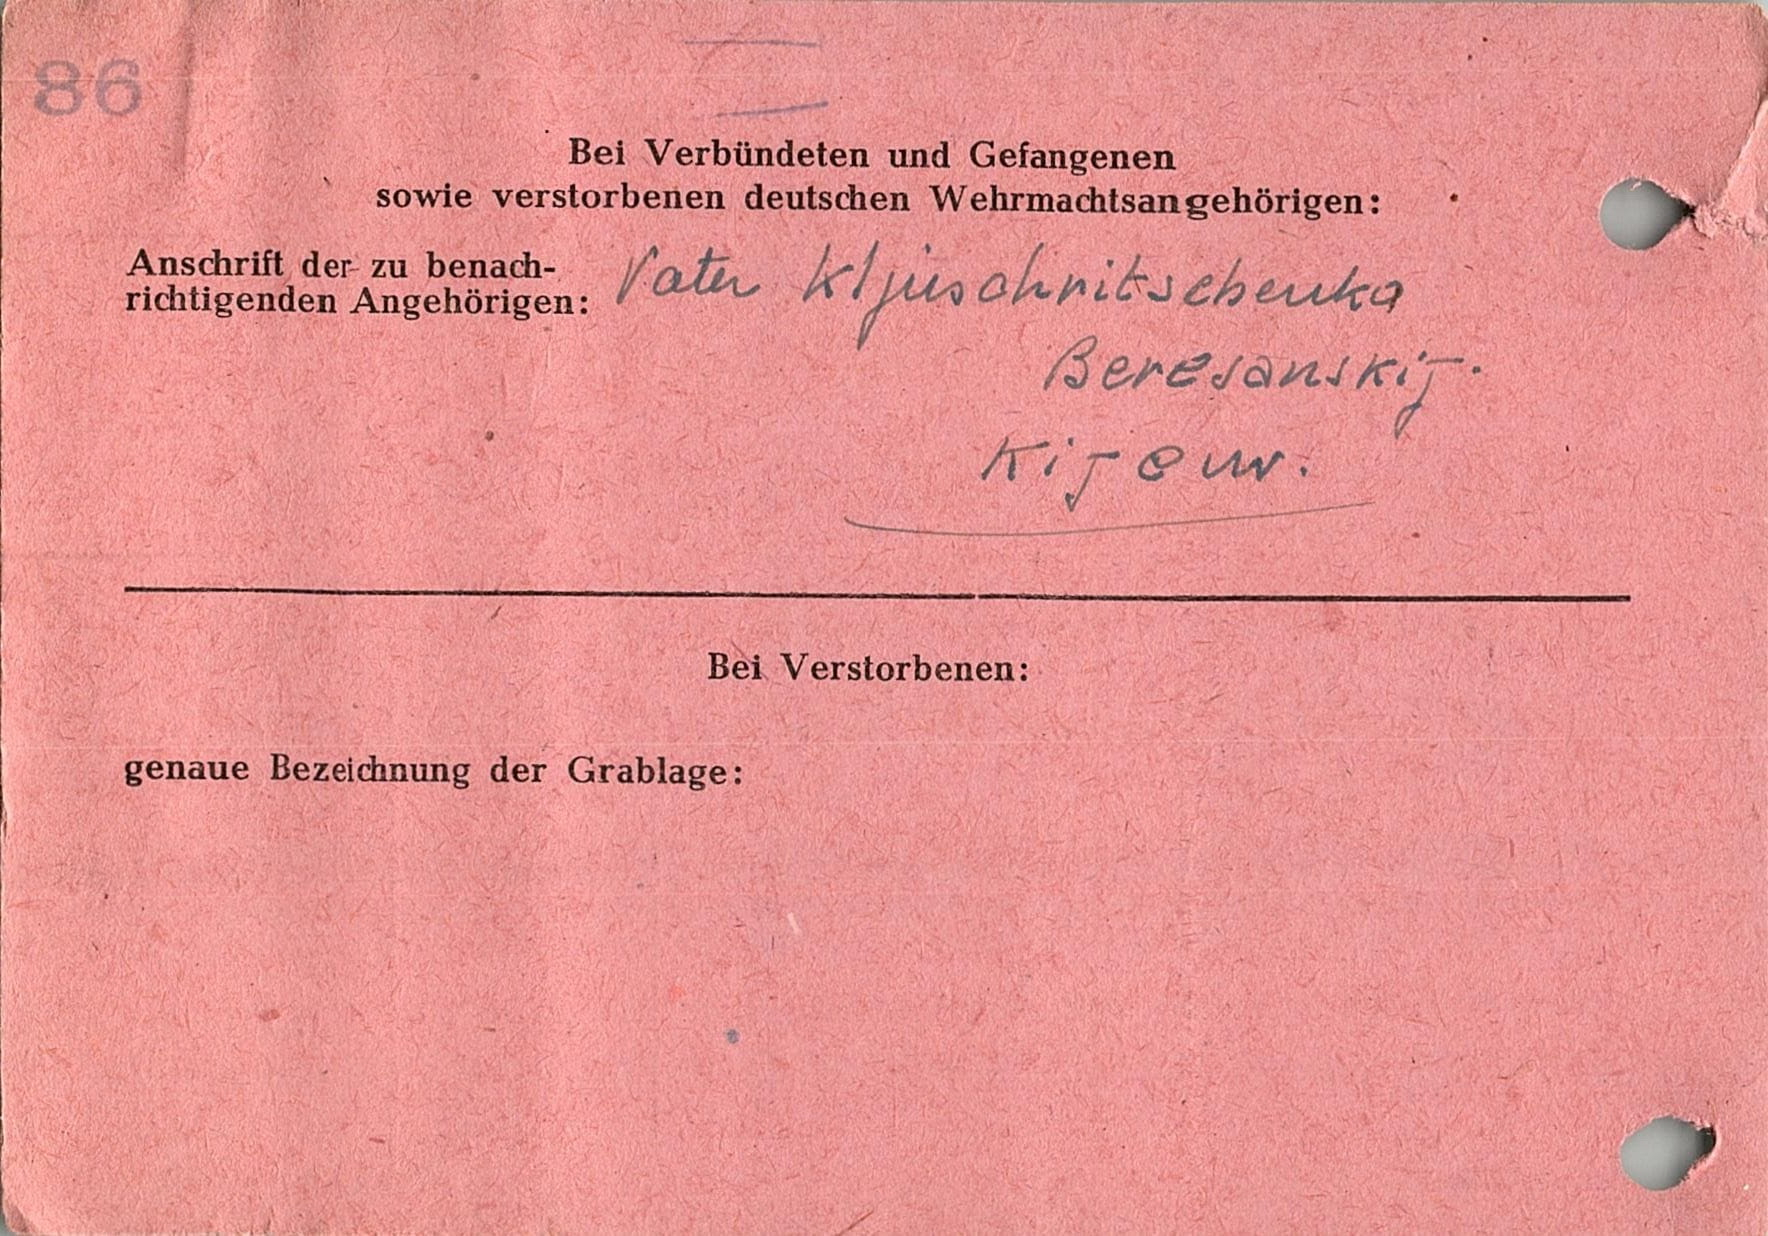 86
Bei Verbündeten und Gefangenen
sowie verstorbenen deutschen Wehrmachtsangehörigen:
Anschrift der zu benach-
richtigenden Angehörigen: Vater Kljuschnitschenko
Beresanskij.
Kijeuw.
Bei Verstorbenen:
genaue Bezeichnung der Grablage: